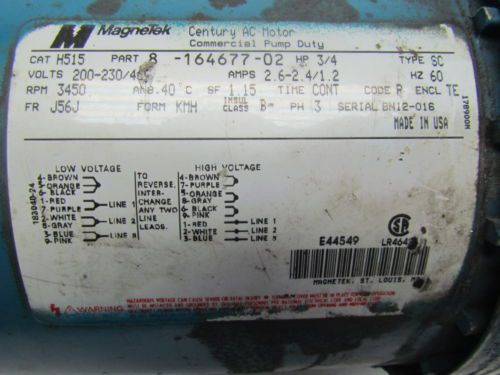 MagneTek Century AC Motor
Commercial Pump Duty
CAT H515 PART 8 -164677-02 HP 3/4 TYPE SC
VOLTS 200-230/460 AMPS 2.6-2.4/1.2 HZ 60
RPM 3450 AMB.40°C SF 1.15 TIME CONT CODE R ENCL TE
FR J56J FORM KMH INSUL CLASS B- PH 3 SERIAL BN12-016
MADE IN USA
178900M
LOW VOLTAGE
4-BROWN
5-ORANGE
6-BLACK
1-RED
7-PURPLE LINE 1
2-WHITE
8-GRAY LINE 2
3-BLUE
9-PINK LINE 3
TO
REVERSE,
INTER-
CHANGE
ANY TWO
LINE
LEADS.
HIGH VOLTAGE
4-BROWN
7-PURPLE
5-ORANGE
8-GRAY
6-BLACK
9-PINK
1-RED LINE 1
2-WHITE LINE 2
3-BLUE LINE 3
183040-24
E44549
MAGNETEK, ST. LOUIS,
WARNING